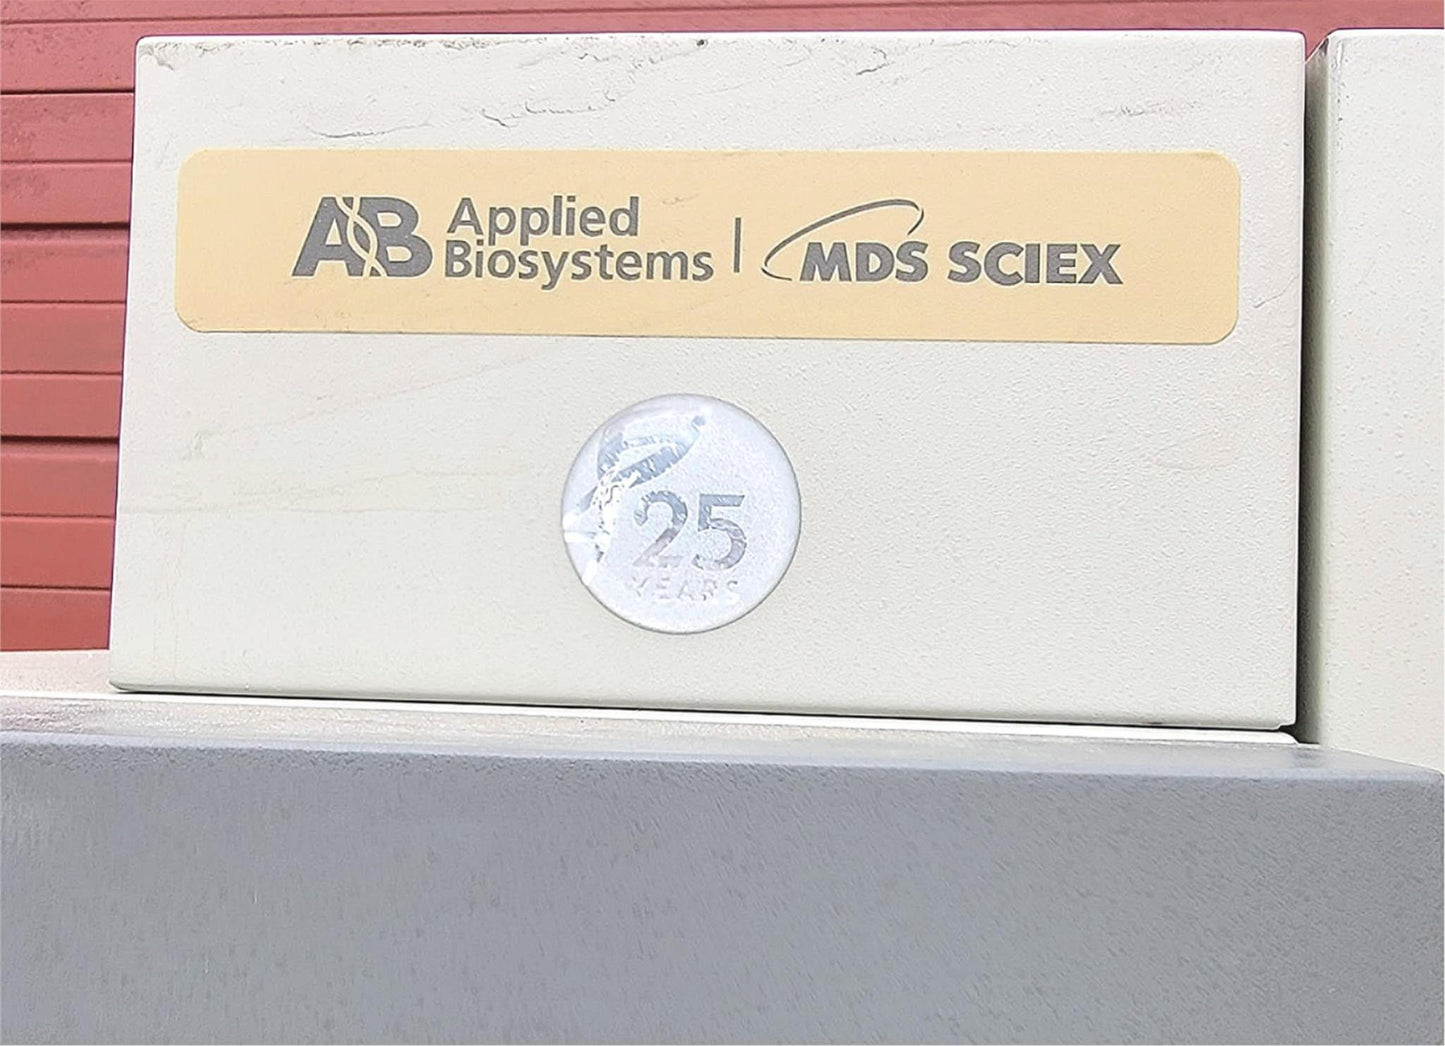 AB Applied Biosystems | MDS SCIEX
25
YEARS